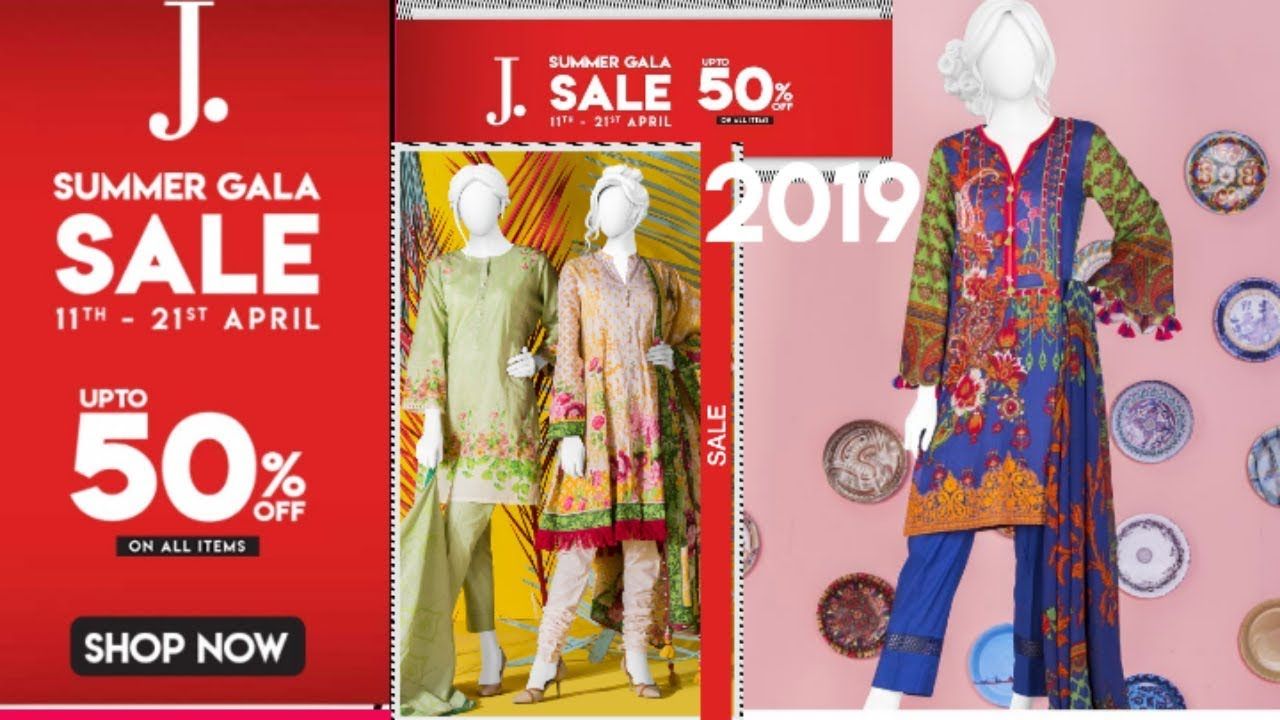 J.
SUMMER GALA
SALE
11TH - 21ST APRIL
UPTO
50%
OFF
ON ALL ITEMS
SHOP NOW
J.
SUMMER GALA
SALE
11TH - 21ST APRIL
UPTO
50%
OFF
ON ALL ITEMS
2019
SALE